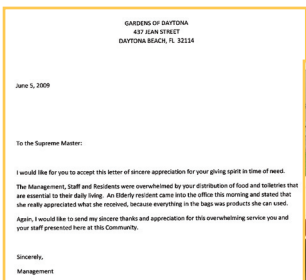 GARDENS OF DAYTONA
437 JEAN STREET
DAYTONA BEACH, FL 32114
June 5, 2009
To the Supreme Master:
I would like for you to accept this letter of sincere appreciation for your giving spirit in time of need.
The Management, Staff and Residents were overwhelmed by your distribution of food and toiletries that
are essential to their daily living. An Elderly resident came into the office this morning and stated that
she really appreciated what she received, because everything in the bags was products she can used.
Again, I would like to send my sincere thanks and appreciation for this overwhelming service you and
your staff presented here at this Community.
Sincerely,
Management